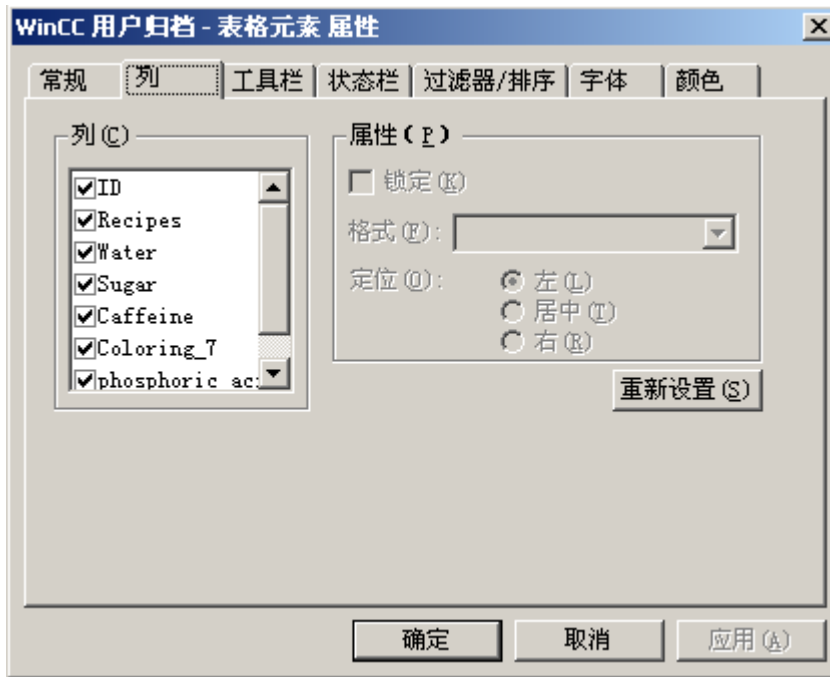 WinCC 用户归档 - 表格元素 属性
常规 列 工具栏 状态栏 过滤器/排序 字体 颜色
列(C)
ID
Recipes
Water
Sugar
Caffeine
Coloring_7
phosphoric aci
属性(P)
锁定(K)
格式(F):
定位(O):
左(L)
居中(T)
右(R)
重新设置(S)
确定 取消 应用(A)